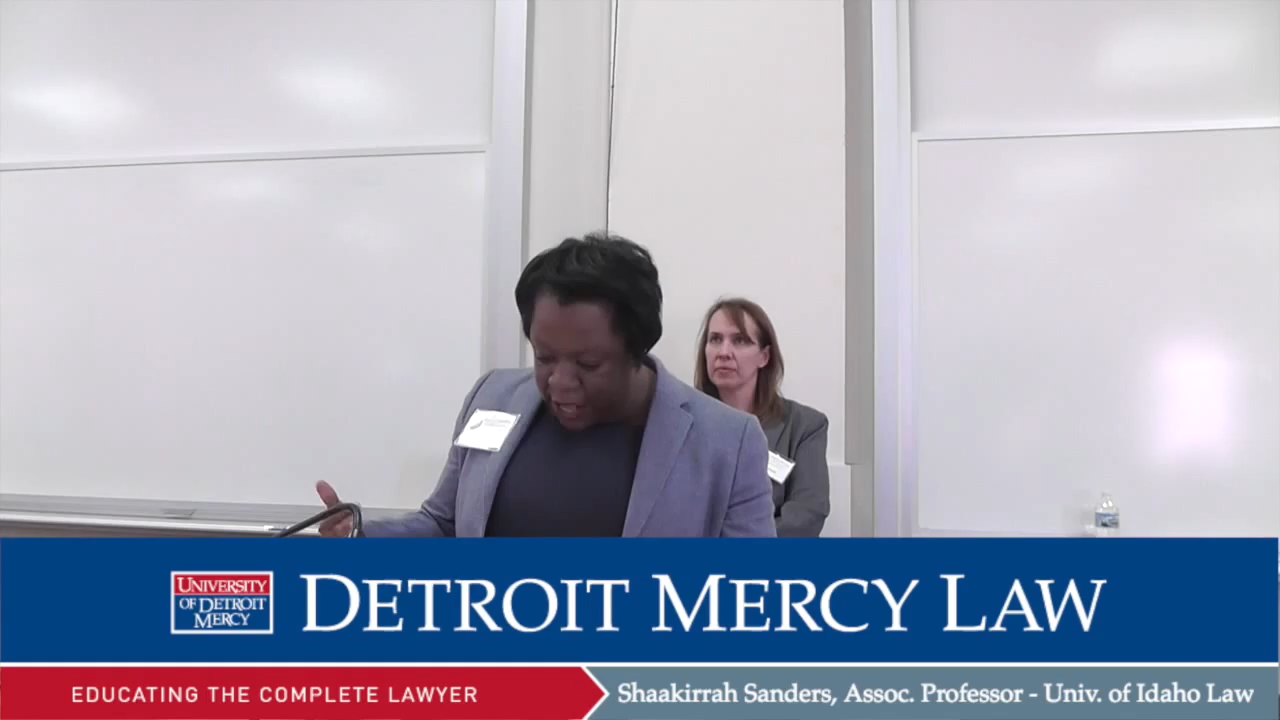 UNIVERSITY
OF DETROIT
MERCY
DETROIT MERCY LAW
EDUCATING THE COMPLETE LAWYER
Shaakirrah Sanders, Assoc. Professor - Univ. of Idaho Law